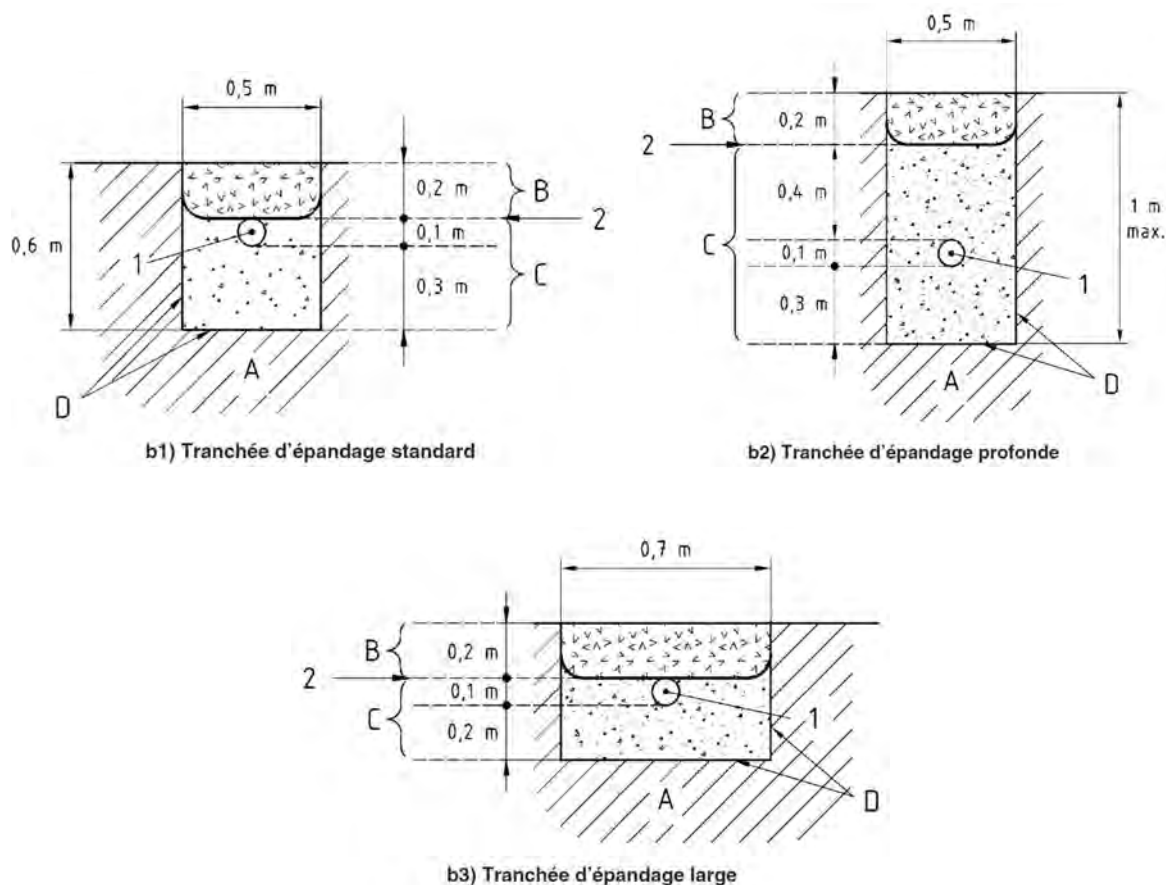 0,5 m
0,6 m
0,2 m
B
2
0,1 m
1
C
0,3 m
A
D
b1) Tranchée d'épandage standard
0,5 m
B
0,2 m
2
0,4 m
C
1 m
max.
0,1 m
1
0,3 m
A
D
b2) Tranchée d'épandage profonde
0,7 m
B
0,2 m
2
0,1 m
1
C
0,2 m
A
D
b3) Tranchée d'épandage large